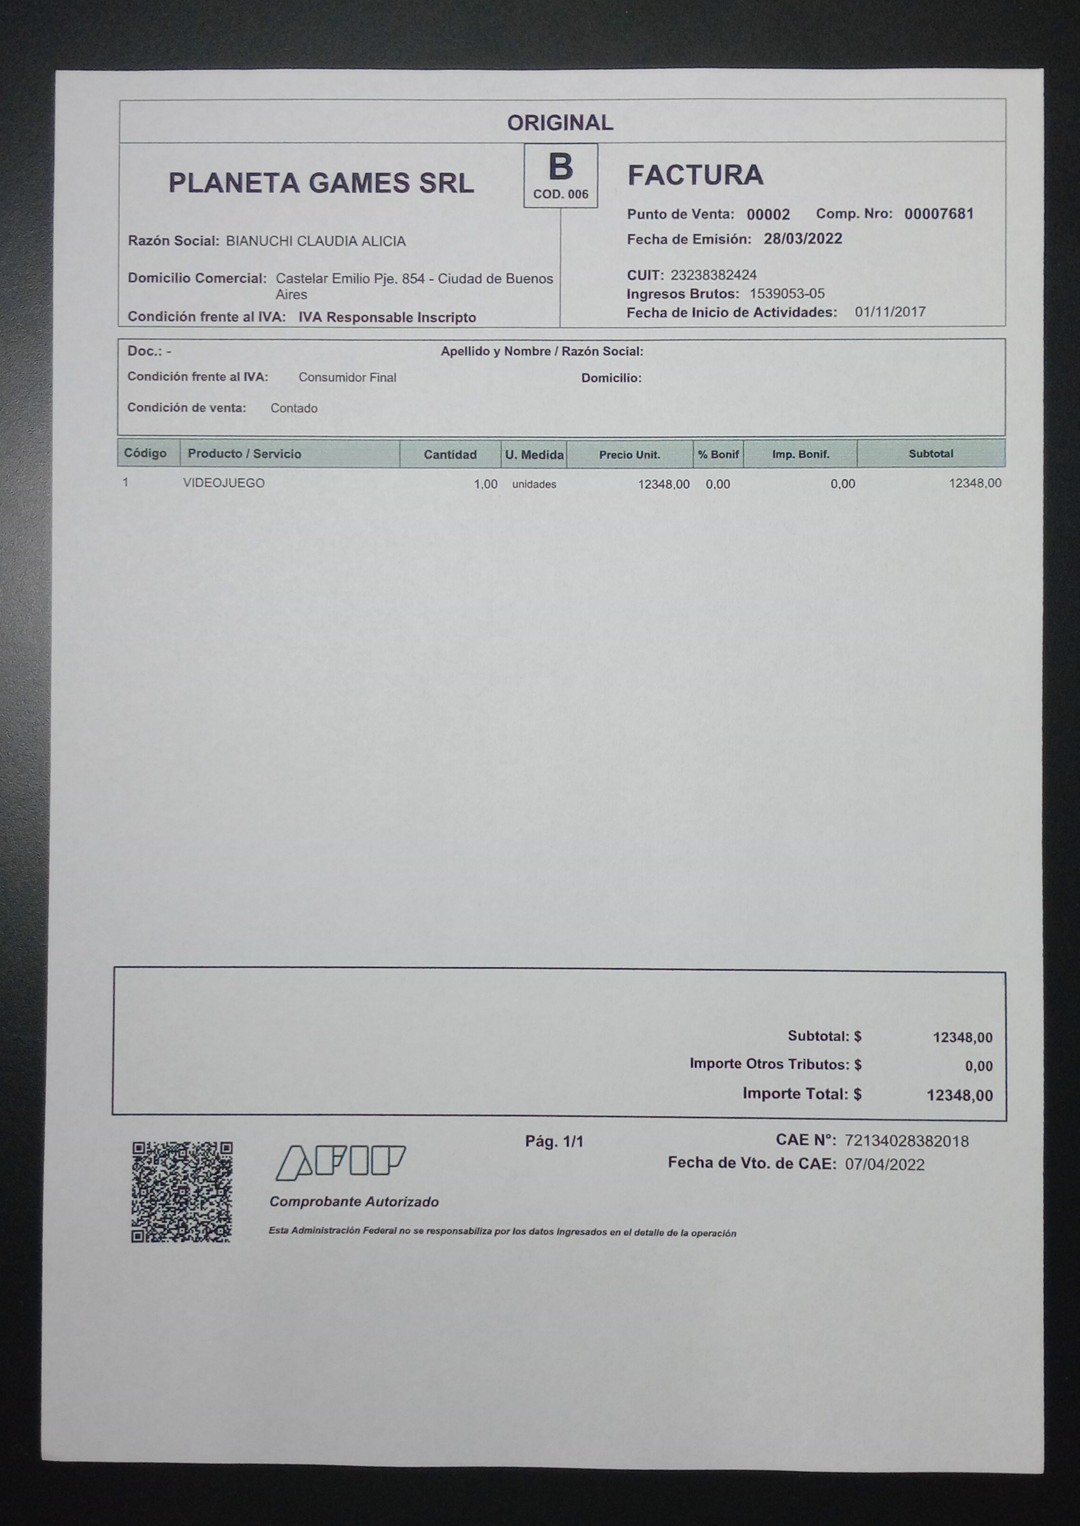 ORIGINAL
PLANETA GAMES SRL
B
COD. 006
FACTURA
Punto de Venta: 00002 Comp. Nro: 00007681
Razón Social: BIANUCHI CLAUDIA ALICIA
Fecha de Emisión: 28/03/2022
Domicilio Comercial: Castelar Emilio Pje. 854 - Ciudad de Buenos
Aires
Condición frente al IVA: IVA Responsable Inscripto
CUIT: 23238382424
Ingresos Brutos: 1539053-05
Fecha de Inicio de Actividades: 01/11/2017
Doc.: - Apellido y Nombre / Razón Social:
Condición frente al IVA: Consumidor Final Domicilio:
Condición de venta: Contado
Código Producto / Servicio Cantidad U. Medida Precio Unit. % Bonif Imp. Bonif. Subtotal
1 VIDEOJUEGO 1,00 unidades 12348,00 0,00 0,00 12348,00
Subtotal: $ 12348,00
Importe Otros Tributos: $ 0,00
Importe Total: $ 12348,00
AFIP
Pág. 1/1
CAE N°: 72134028382018
Fecha de Vto. de CAE: 07/04/2022
Comprobante Autorizado
Esta Administración Federal no se responsabiliza por los datos ingresados en el detalle de la operación